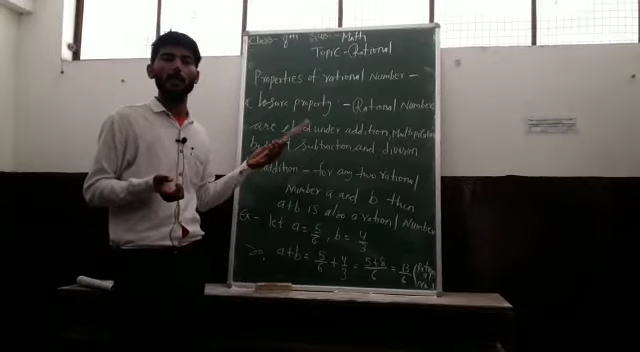 Class- 8th Sub:- Math
Topic- Rational
Properties of rational Number -
property - Rational Number
are under addition, Multiplication
but subtraction and division
addition - for any two rational
Number a and b then
a+b is also a rational Number
Ex- let a = 5/6, b = 4/3
So, a+b = 5/6 + 4/3 = 5+8/6 = 13/6